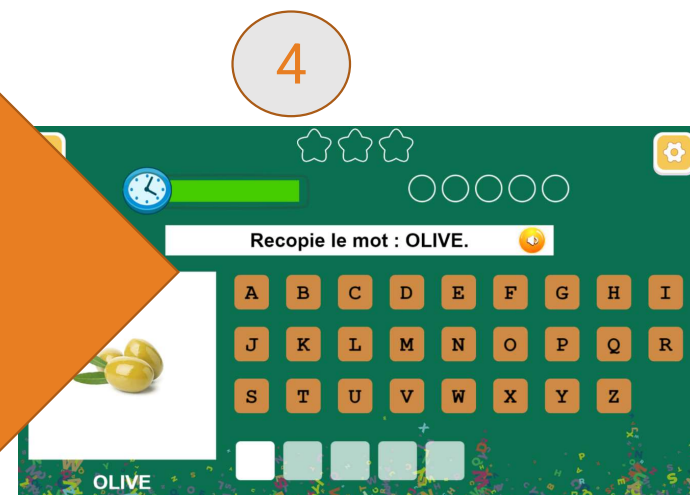 4
Recopie le mot : OLIVE.
A B C D E F G H I
J K L M N O P Q R
S T U V W X Y Z
OLIVE